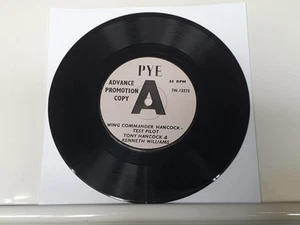 PYE
ADVANCE
PROMOTION
COPY
A
45 RPM
7N.15575
WING COMMANDER HANCOCK -
TEST PILOT
TONY HANCOCK &
KENNETH WILLIAMS